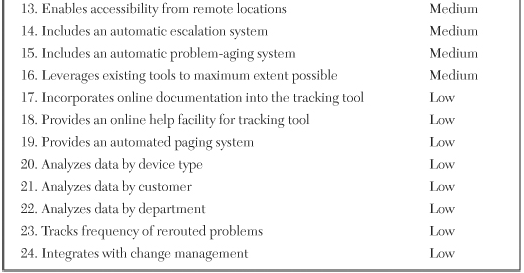 13. Enables accessibility from remote locations Medium
14. Includes an automatic escalation system Medium
15. Includes an automatic problem-aging system Medium
16. Leverages existing tools to maximum extent possible Medium
17. Incorporates online documentation into the tracking tool Low
18. Provides an online help facility for tracking tool Low
19. Provides an automated paging system Low
20. Analyzes data by device type Low
21. Analyzes data by customer Low
22. Analyzes data by department Low
23. Tracks frequency of rerouted problems Low
24. Integrates with change management Low